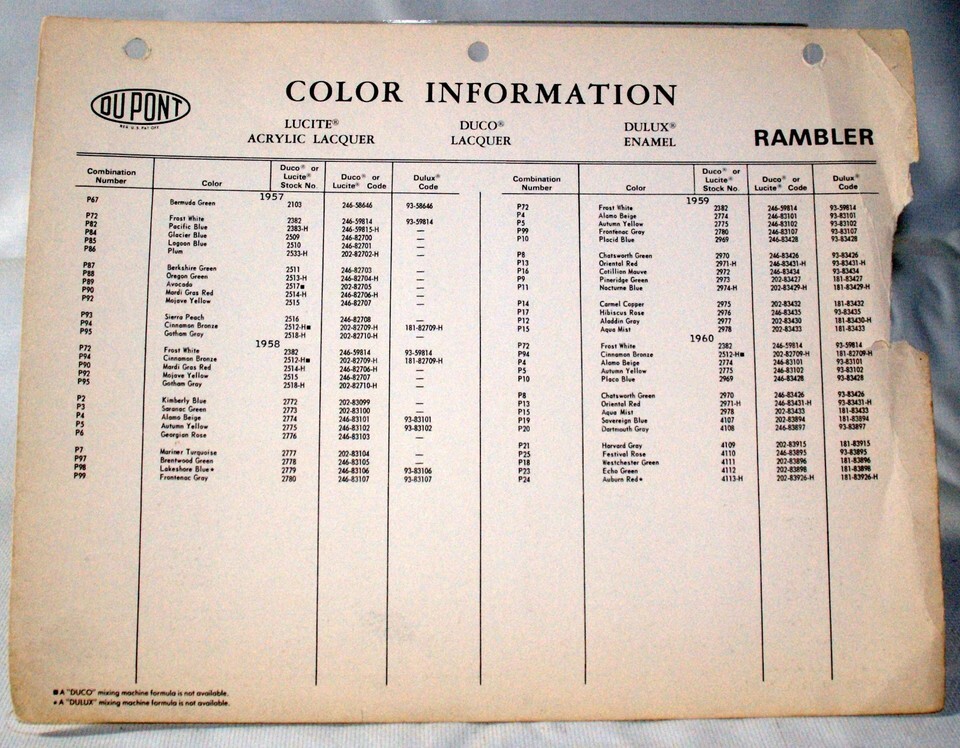 DU PONT
REG. U.S. PAT. OFF.
COLOR INFORMATION
LUCITE® DUCO® DULUX®
ACRYLIC LACQUER LACQUER ENAMEL
RAMBLER
Combination Number Color Duco® or Lucite® Stock No. Duco® or Lucite® Code Dulux® Code
1957
P67 Bermuda Green 2103 246-58646 93-58646
P72 Frost White 2382 246-59814 93-59814
P82 Pacific Blue 2383-H 246-59815-H —
P84 Glacier Blue 2509 246-82700 —
P85 Lagoon Blue 2510 246-82701 —
P86 Plum 2533-H 202-82702-H —
P87 Berkshire Green 2511 246-82703 —
P88 Oregon Green 2513-H 246-82704-H —
P89 Avocado 2517■ 202-82705 —
P90 Mardi Gras Red 2514-H 246-82706-H —
P92 Mojave Yellow 2515 246-82707 —
P93 Sierra Peach 2516 246-82708 —
P94 Cinnamon Bronze 2512-H■ 202-82709-H 181-82709-H
P95 Gotham Gray 2518-H 202-82710-H —
1958
P72 Frost White 2382 246-59814 93-59814
P94 Cinnamon Bronze 2512-H■ 202-82709-H 181-82709-H
P90 Mardi Gras Red 2514-H 246-82706-H —
P92 Mojave Yellow 2515 246-82707 —
P95 Gotham Gray 2518-H 202-82710-H —
P2 Kimberly Blue 2772 202-83099 —
P3 Saranac Green 2773 202-83100 —
P4 Alamo Beige 2774 246-83101 93-83101
P5 Autumn Yellow 2775 246-83102 93-83102
P6 Georgian Rose 2776 246-83103 —
P7 Mariner Turquoise 2777 202-83104 —
P97 Brentwood Green 2778 246-83105 —
P98 Lakeshore Blue* 2779 246-83106 93-83106
P99 Frontenac Gray 2780 246-83107 93-83107
Combination Number Color Duco® or Lucite® Stock No. Duco® or Lucite® Code Dulux® Code
1959
P72 Frost White 2382 246-59814 93-59814
P4 Alamo Beige 2774 246-83101 93-83101
P5 Autumn Yellow 2775 246-83102 93-83102
P99 Frontenac Gray 2780 246-83107 93-83107
P10 Placid Blue 2969 246-83428 93-83428
P8 Chatsworth Green 2970 246-83426 93-83426
P13 Oriental Red 2971-H 246-83431-H 93-83431-H
P16 Cotillion Mauve 2972 246-83434 93-83434
P9 Pineridge Green 2973 202-83427 181-83427
P11 Nocturne Blue 2974-H 202-83429-H 181-83429-H
P14 Carmel Copper 2975 202-83432 181-83432
P17 Hibiscus Rose 2976 246-83435 93-83435
P12 Aladdin Gray 2977 202-83430 181-83430-H
P15 Aqua Mist 2978 202-83433 181-83433
1960
P72 Frost White 2382 246-59814 93-59814
P94 Cinnamon Bronze 2512-H■ 202-82709-H 181-82709-H
P4 Alamo Beige 2774 246-83101 93-83101
P5 Autumn Yellow 2775 246-83102 93-83102
P10 Placo Blue 2969 246-83428 93-83428
P8 Chatsworth Green 2970 246-83426 93-83426
P13 Oriental Red 2971-H 246-83431-H 93-83431-H
P15 Aqua Mist 2978 202-83433 181-83433
P19 Sovereign Blue 4107 202-83894 181-83894
P20 Dartmouth Gray 4108 246-83897 93-83897
P21 Harvard Gray 4109 202-83915 181-83915
P25 Festival Rose 4110 246-83895 93-83895
P18 Westchester Green 4111 202-83896 181-83896
P23 Echo Green 4112 202-83898 181-83898
P24 Auburn Red* 4113-H 202-83926-H 181-83926-H
■ A "DUCO" mixing machine formula is not available.
* A "DULUX" mixing machine formula is not available.